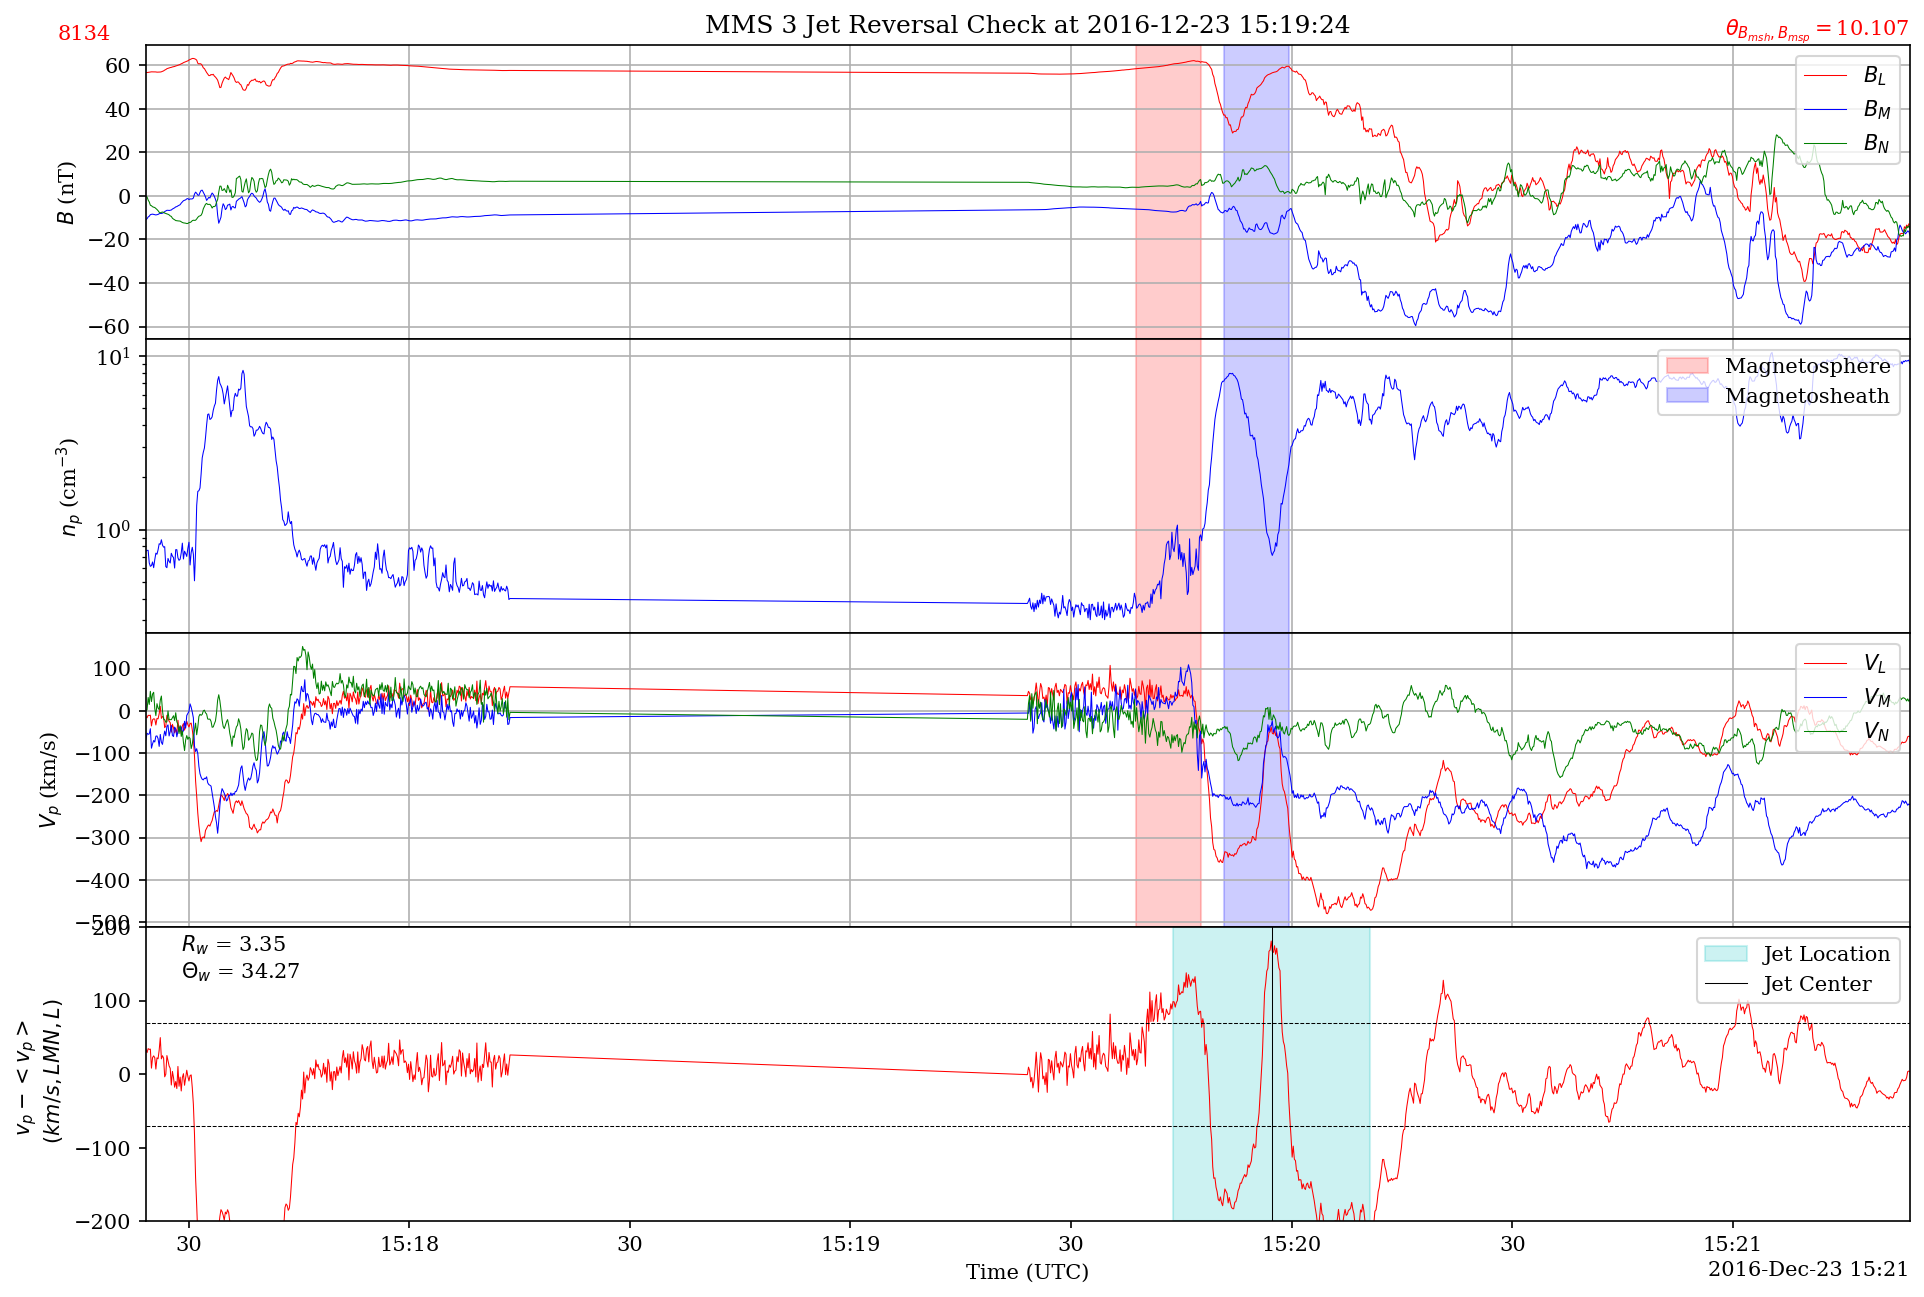 MMS 3 Jet Reversal Check at 2016-12-23 15:19:24
8134
θ_{B_{msh}, B_{msp}} = 10.107
60
40
20
0
−20
−40
−60
B (nT)
B_L
B_M
B_N
10^1
10^0
n_p (cm^{−3})
Magnetosphere
Magnetosheath
100
0
−100
−200
−300
−400
−500
V_p (km/s)
V_L
V_M
V_N
200
100
0
−100
−200
v_p − < v_p >
(km/s, LMN, L)
R_w = 3.35
Θ_w = 34.27
Jet Location
Jet Center
30
15:18
30
15:19
30
15:20
30
15:21
Time (UTC)
2016-Dec-23 15:21